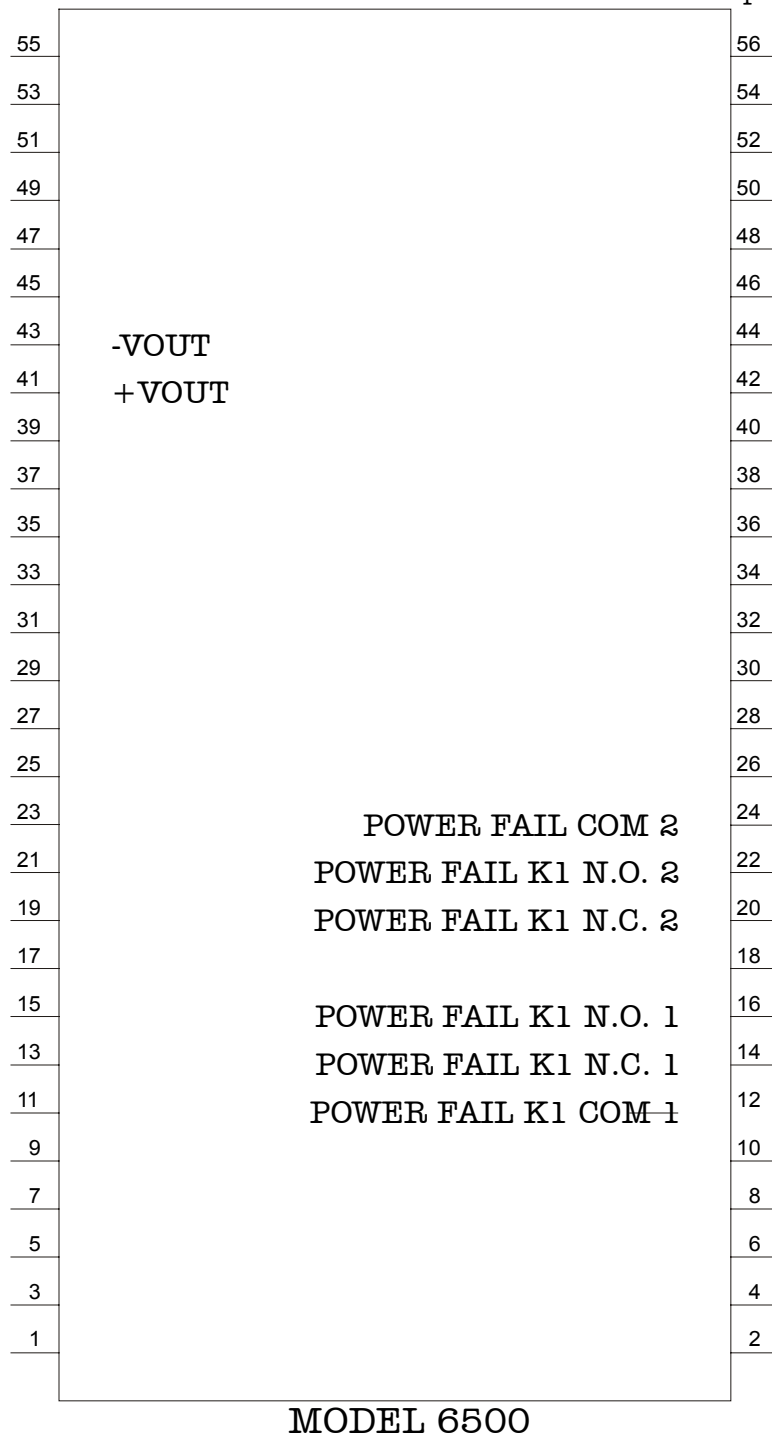 55 56
53 54
51 52
49 50
47 48
45 46
43 -VOUT 44
41 +VOUT 42
39 40
37 38
35 36
33 34
31 32
29 30
27 28
25 26
23 POWER FAIL COM 2 24
21 POWER FAIL K1 N.O. 2 22
19 POWER FAIL K1 N.C. 2 20
17 18
15 POWER FAIL K1 N.O. 1 16
13 POWER FAIL K1 N.C. 1 14
11 POWER FAIL K1 COM 1 12
9 10
7 8
5 6
3 4
1 2
MODEL 6500